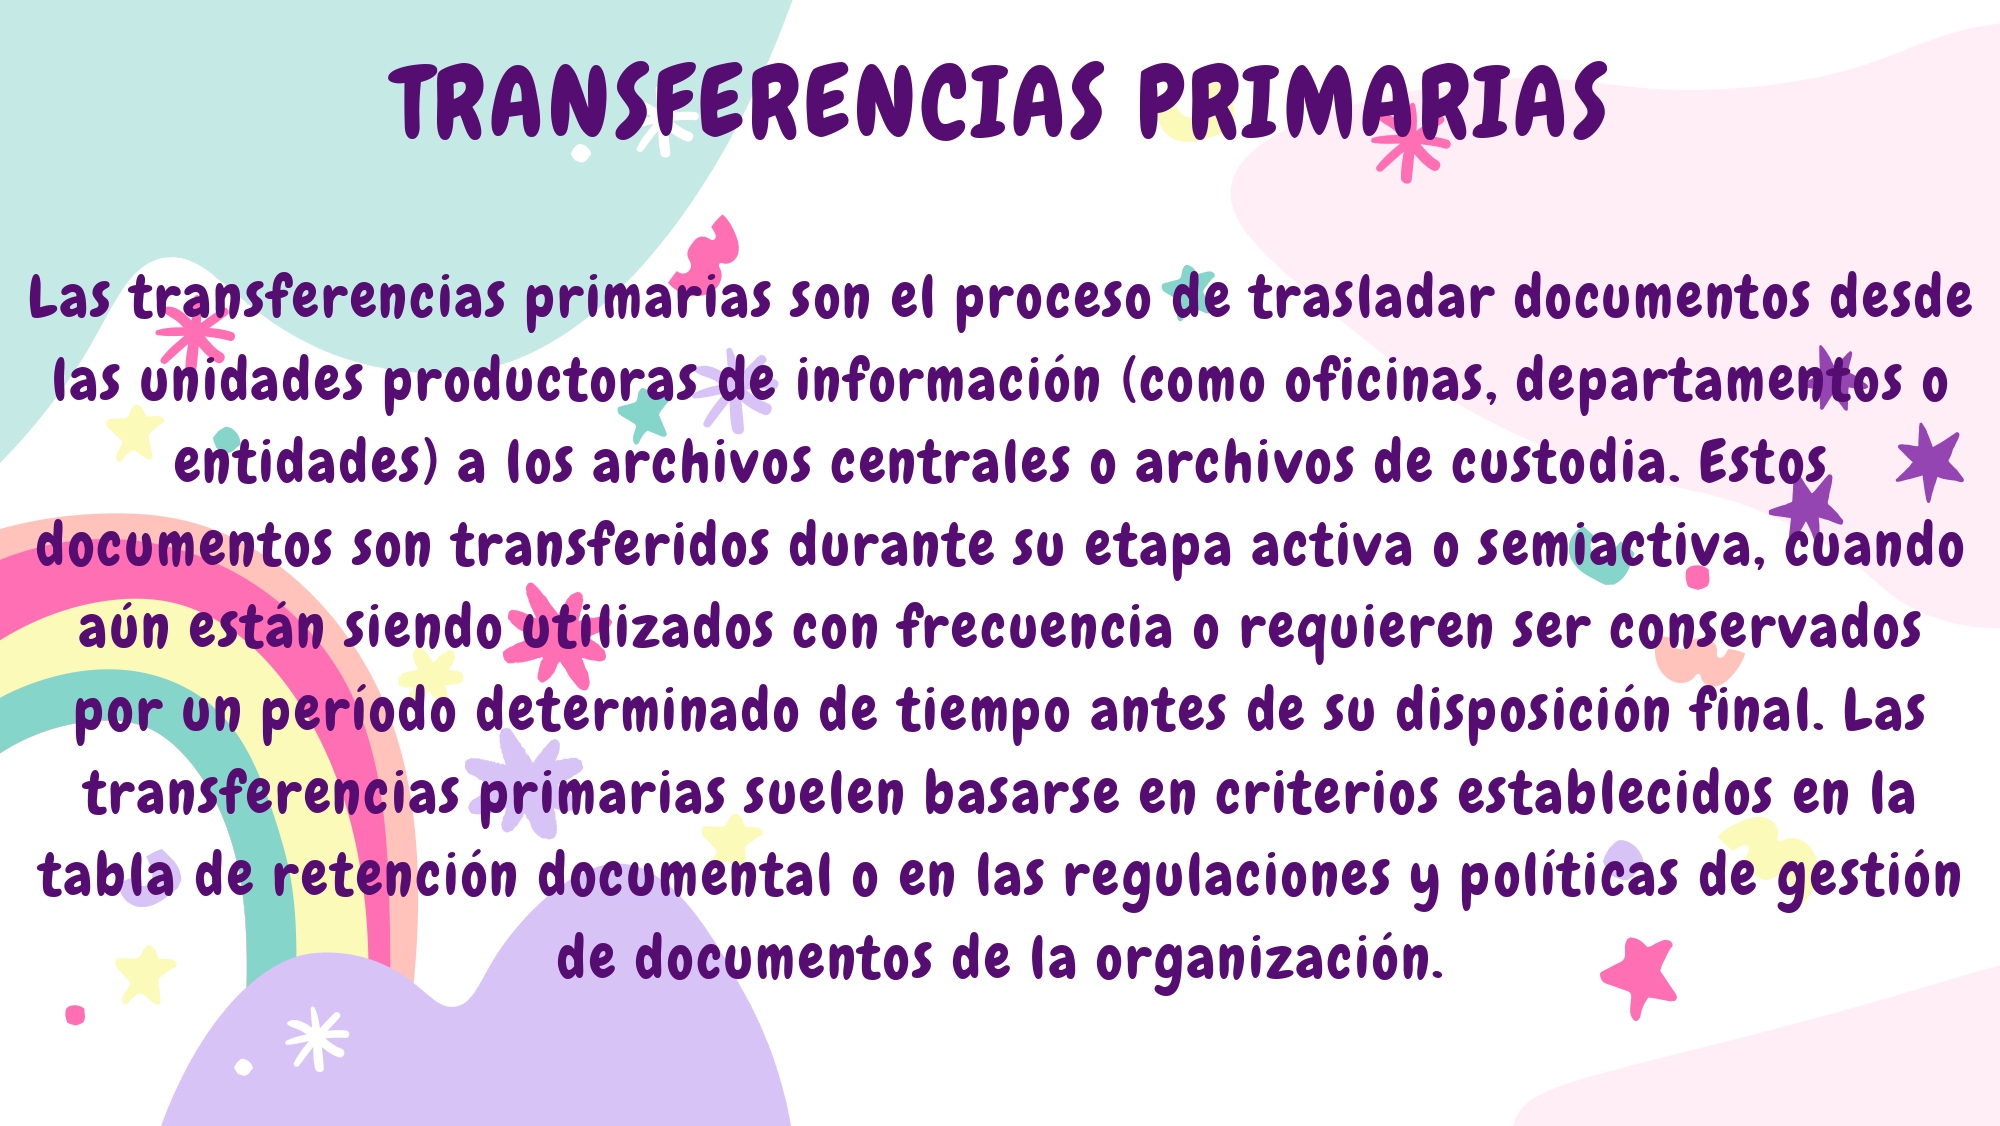 TRANSFERENCIAS PRIMARIAS
Las transferencias primarias son el proceso de trasladar documentos desde
las unidades productoras de información (como oficinas, departamentos o
entidades) a los archivos centrales o archivos de custodia. Estos
documentos son transferidos durante su etapa activa o semiactiva, cuando
aún están siendo utilizados con frecuencia o requieren ser conservados
por un período determinado de tiempo antes de su disposición final. Las
transferencias primarias suelen basarse en criterios establecidos en la
tabla de retención documental o en las regulaciones y políticas de gestión
de documentos de la organización.